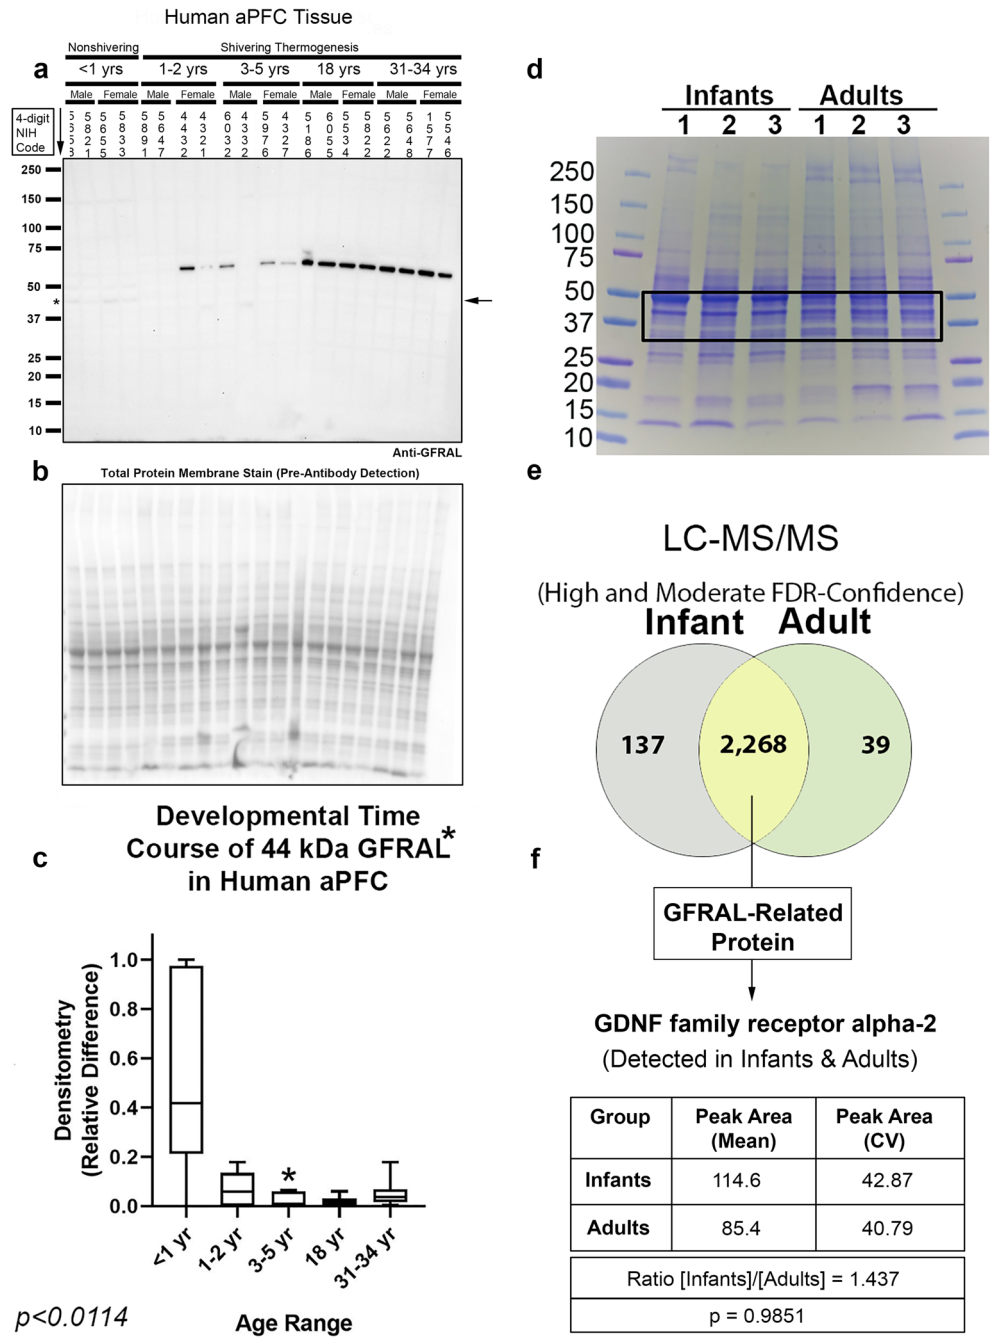 Human aPFC Tissue
Nonshivering
Shivering Thermogenesis
a
<1 yrs
1-2 yrs
3-5 yrs
18 yrs
31-34 yrs
Male
Female
Male
Female
Male
Female
Male
Female
Male
Female
4-digit
NIH
Code
250
150
100
75
50
*
37
25
20
15
10
Anti-GFRAL
b
Total Protein Membrane Stain (Pre-Antibody Detection)
c
Developmental Time
Course of 44 kDa GFRAL*
in Human aPFC
Densitometry
(Relative Difference)
1.0
0.8
0.6
0.4
0.2
0.0
*
<1 yr
1-2 yr
3-5 yr
18 yr
31-34 yr
p<0.0114
Age Range
d
Infants
Adults
1 2 3 1 2 3
250
150
100
75
50
37
25
20
15
10
e
LC-MS/MS
(High and Moderate FDR-Confidence)
Infant Adult
137 2,268 39
f
GFRAL-Related
Protein
GDNF family receptor alpha-2
(Detected in Infants & Adults)
Group
Peak Area
(Mean)
Peak Area
(CV)
Infants 114.6 42.87
Adults 85.4 40.79
Ratio [Infants]/[Adults] = 1.437
p = 0.9851